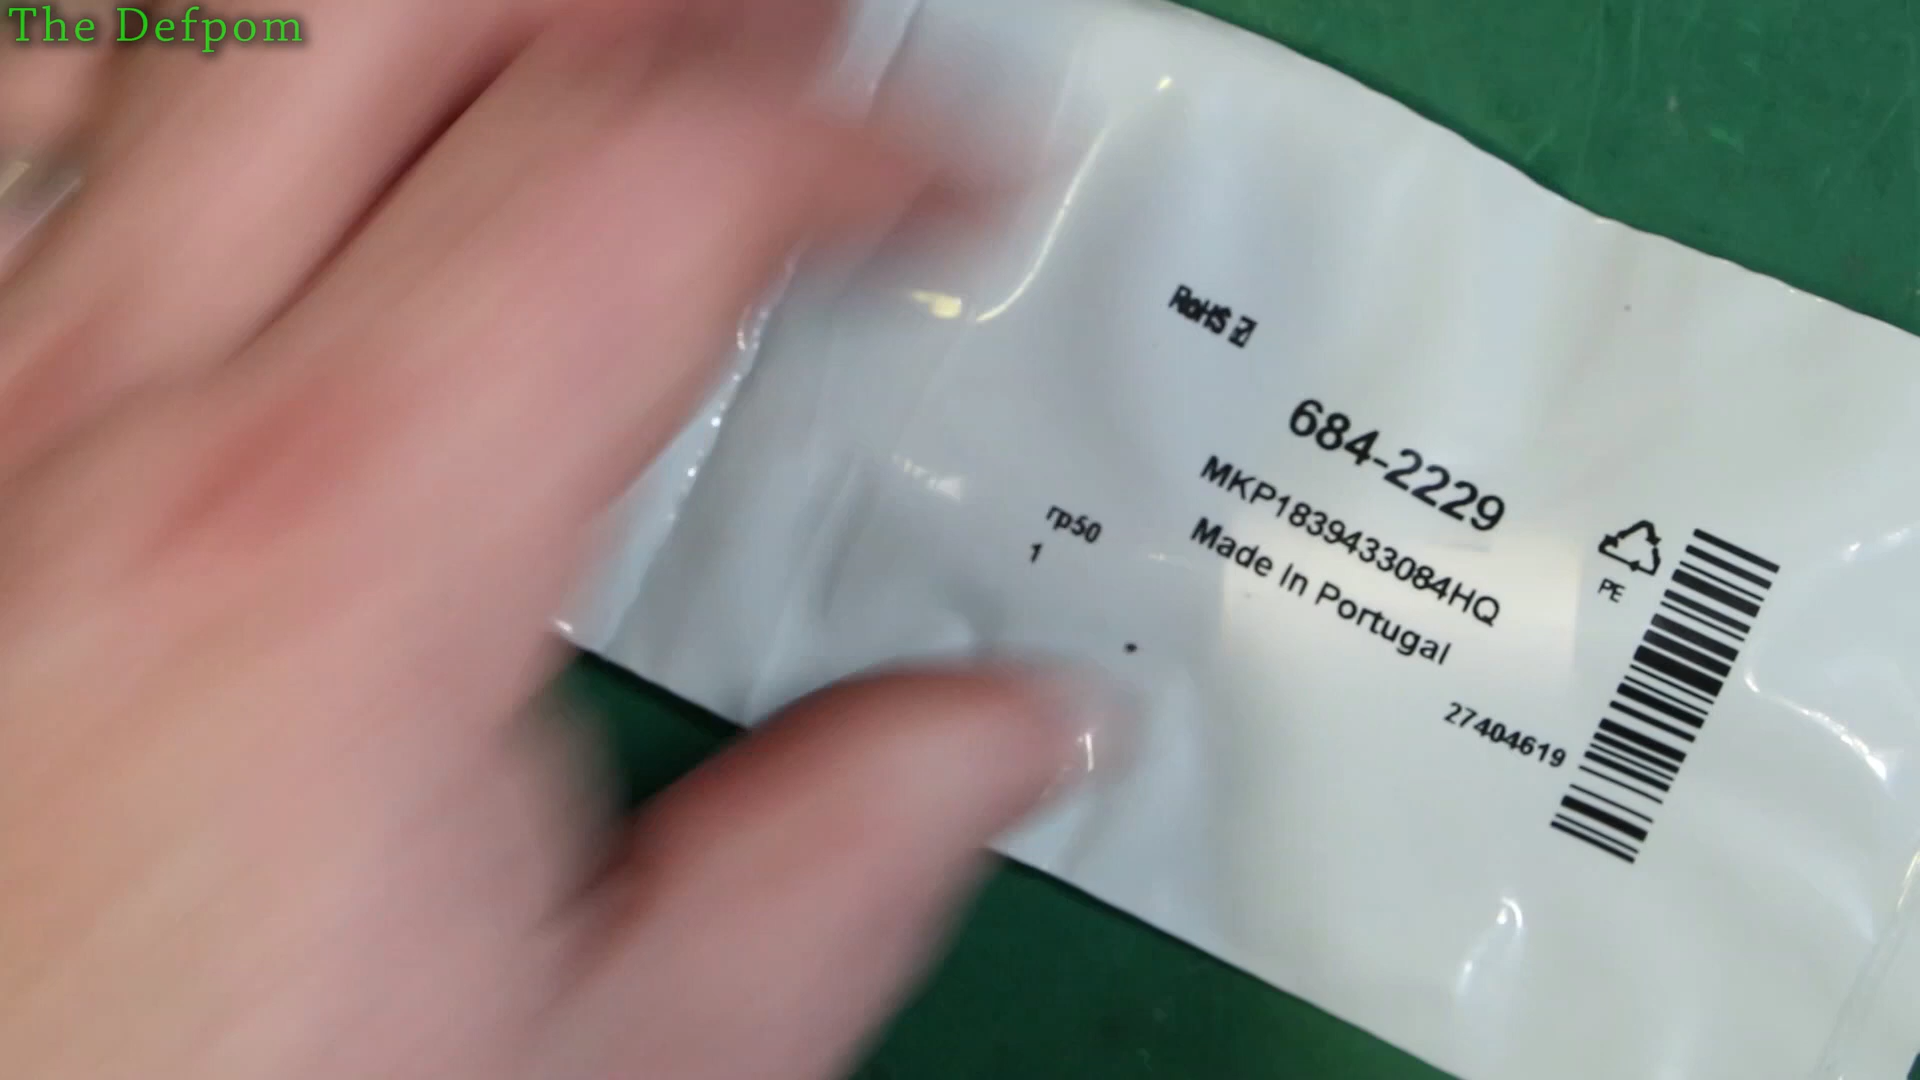 The Defpom
RoHS
684-2229
MKP1839433084HQ
Made In Portugal
rp50
1
PE
27404619